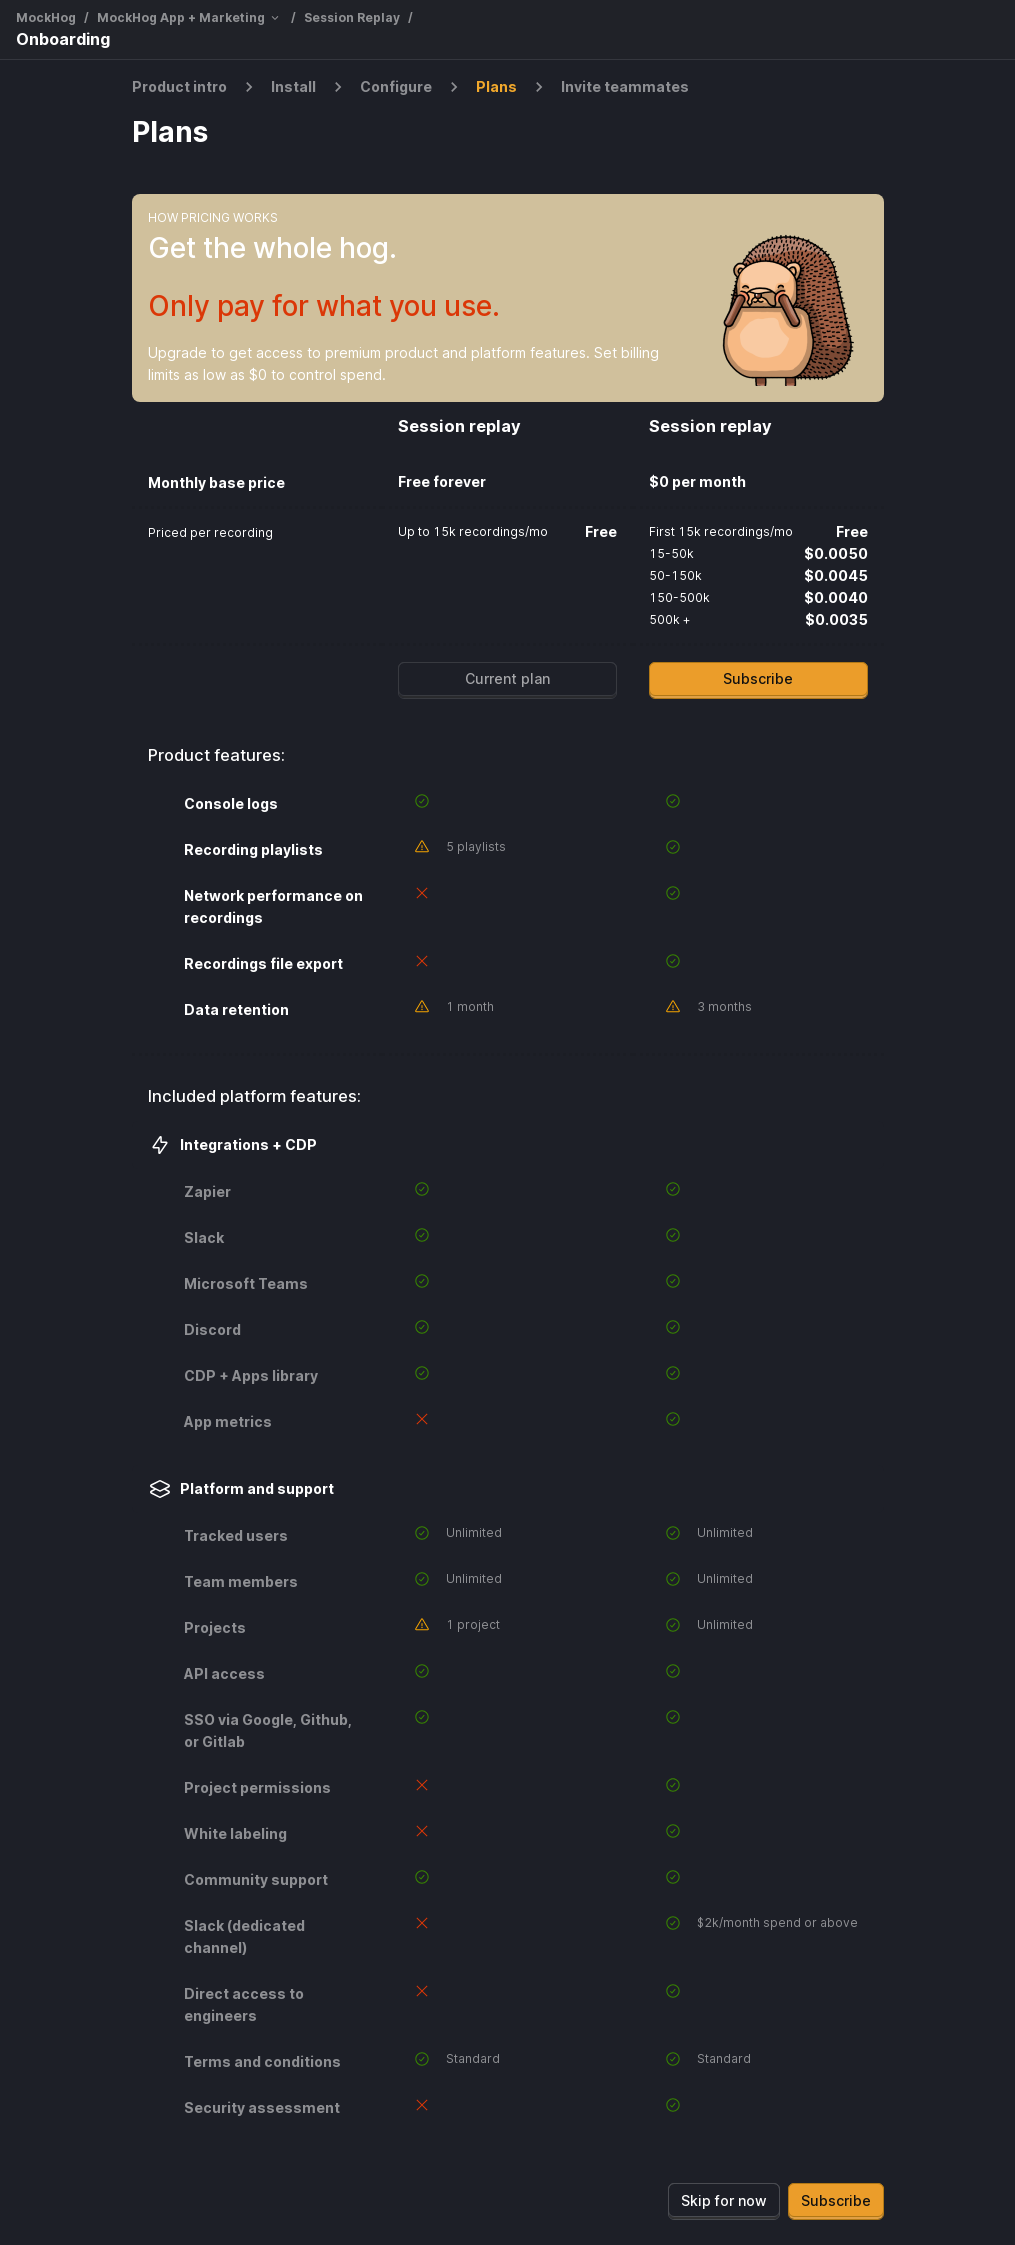 MockHog / MockHog App + Marketing / Session Replay /
Onboarding
Product intro Install Configure Plans Invite teammates
Plans
HOW PRICING WORKS
Get the whole hog.
Only pay for what you use.
Upgrade to get access to premium product and platform features. Set billing
limits as low as $0 to control spend.
Session replay Session replay
Monthly base price Free forever $0 per month
Priced per recording Up to 15k recordings/mo Free First 15k recordings/mo Free
15-50k $0.0050
50-150k $0.0045
150-500k $0.0040
500k + $0.0035
Current plan Subscribe
Product features:
Console logs
Recording playlists 5 playlists
Network performance on
recordings
Recordings file export
Data retention 1 month 3 months
Included platform features:
Integrations + CDP
Zapier
Slack
Microsoft Teams
Discord
CDP + Apps library
App metrics
Platform and support
Tracked users Unlimited Unlimited
Team members Unlimited Unlimited
Projects 1 project Unlimited
API access
SSO via Google, Github,
or Gitlab
Project permissions
White labeling
Community support
Slack (dedicated $2k/month spend or above
channel)
Direct access to
engineers
Terms and conditions Standard Standard
Security assessment
Skip for now Subscribe